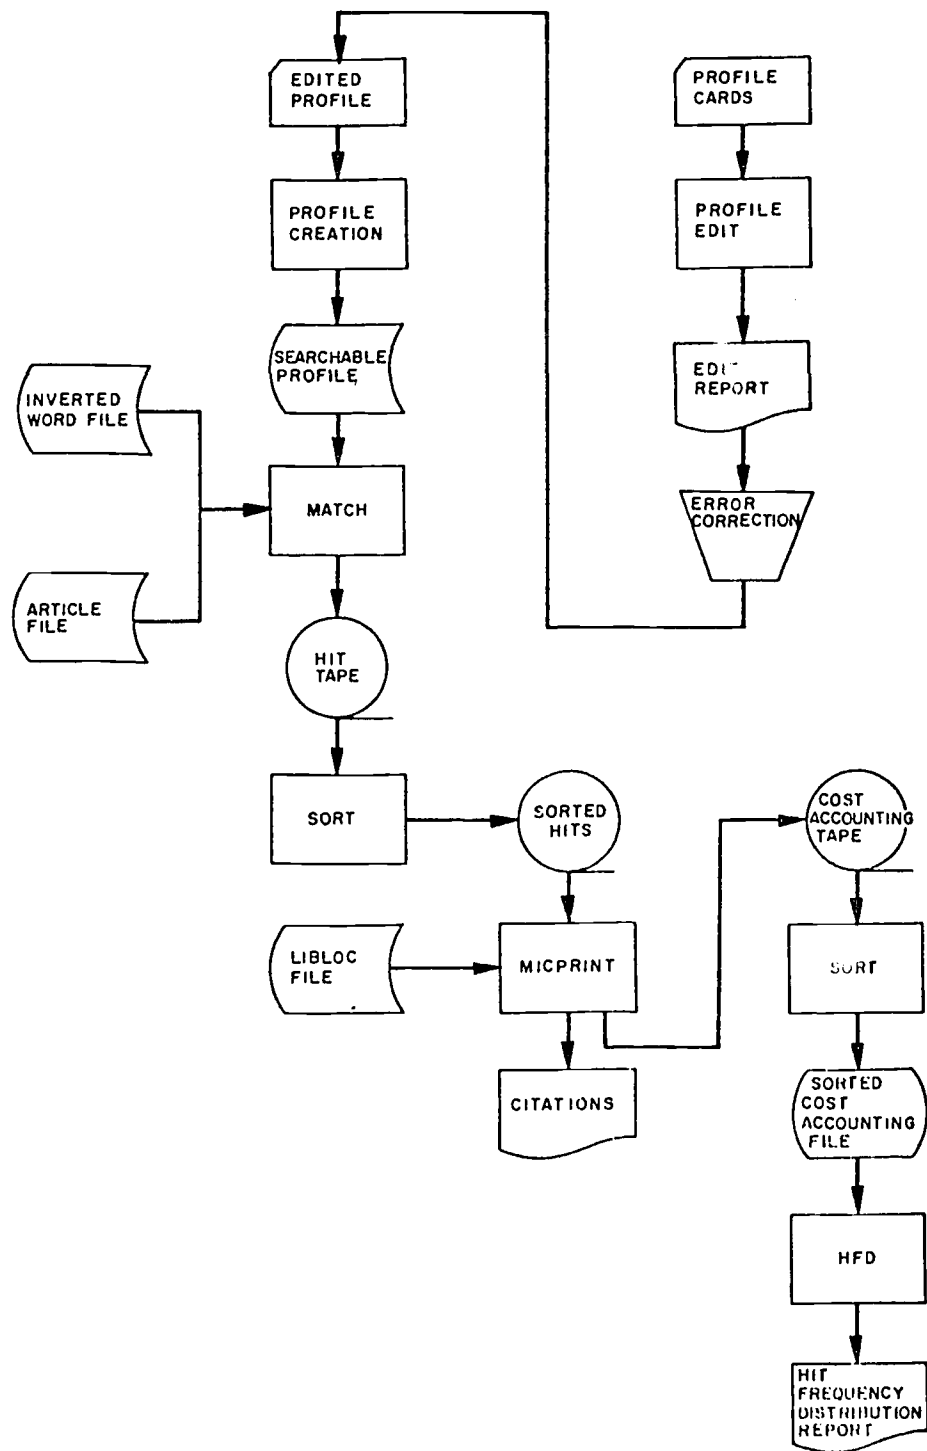 EDITED
PROFILE
PROFILE
CARDS
PROFILE
CREATION
PROFILE
EDIT
SEARCHABLE
PROFILE
EDIT
REPORT
INVERTED
WORD FILE
MATCH
ERROR
CORRECTION
ARTICLE
FILE
HIT
TAPE
SORT
SORTED
HITS
COST
ACCOUNTING
TAPE
LIBLOC
FILE
MICPRINT
SORT
CITATIONS
SORTED
COST
ACCOUNTING
FILE
HFD
HIT
FREQUENCY
DISTRIBUTION
REPORT